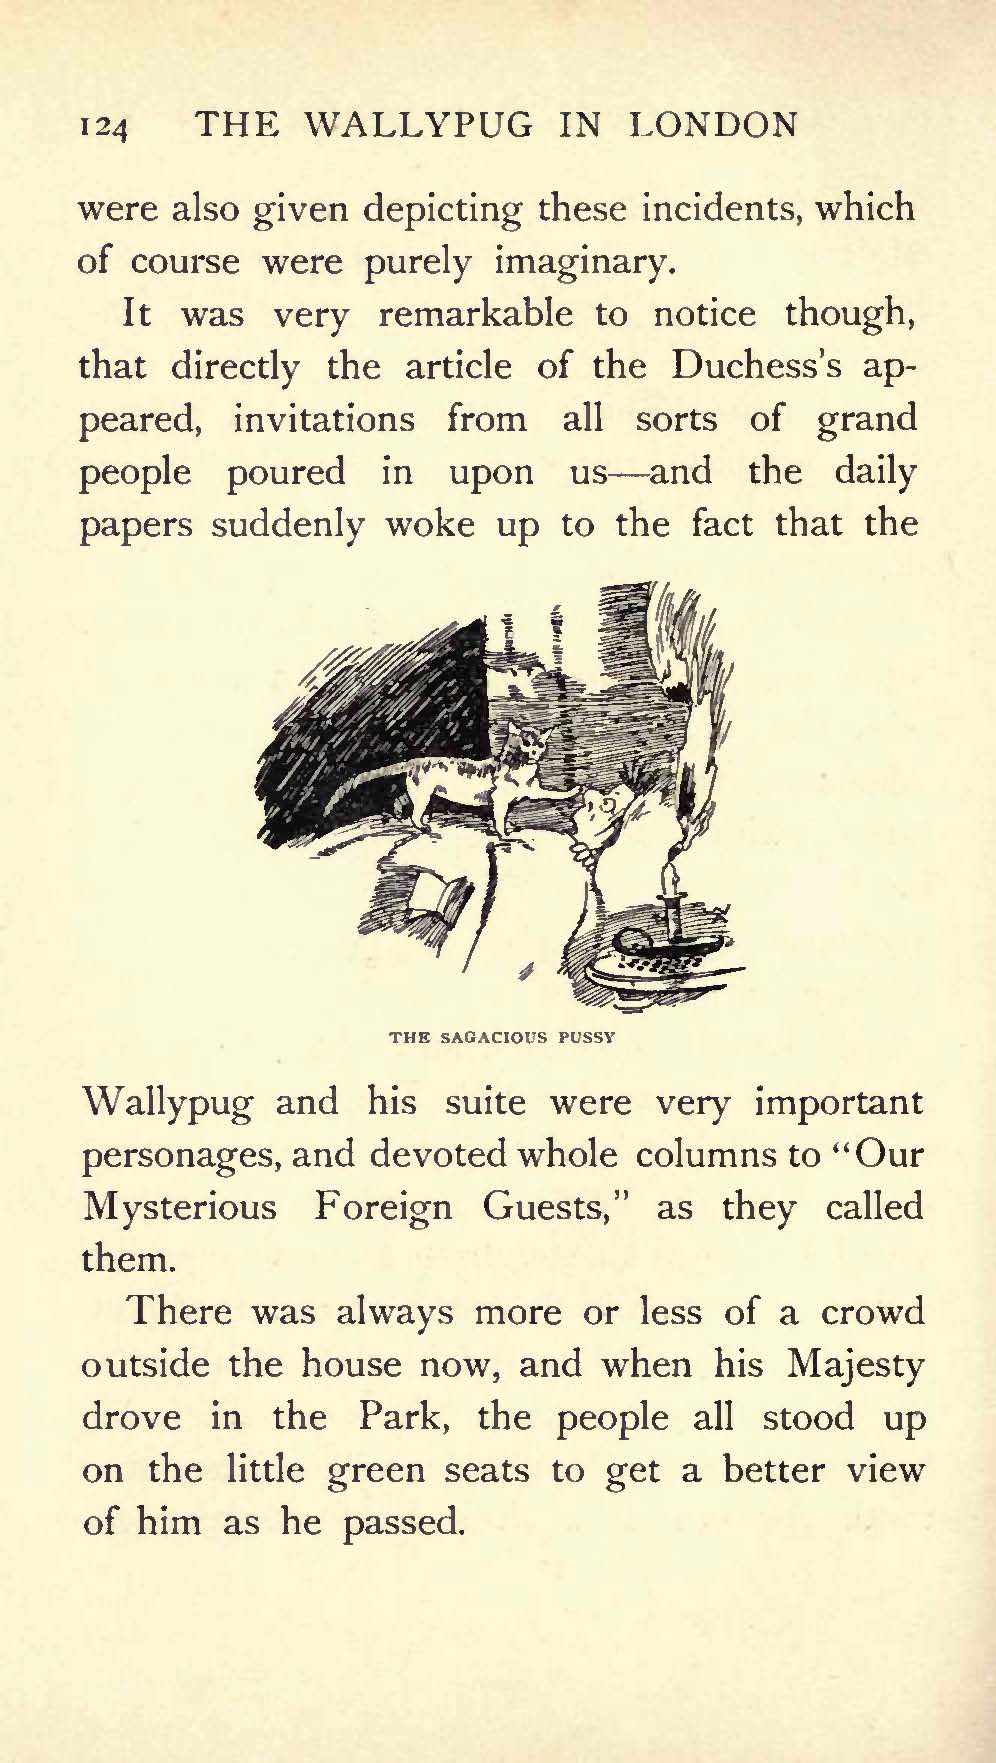 124 THE WALLYPUG IN LONDON
were also given depicting these incidents, which
of course were purely imaginary.
It was very remarkable to notice though,
that directly the article of the Duchess's ap-
peared, invitations from all sorts of grand
people poured in upon us—and the daily
papers suddenly woke up to the fact that the
THE SAGACIOUS PUSSY
Wallypug and his suite were very important
personages, and devoted whole columns to "Our
Mysterious Foreign Guests," as they called
them.
There was always more or less of a crowd
outside the house now, and when his Majesty
drove in the Park, the people all stood up
on the little green seats to get a better view
of him as he passed.